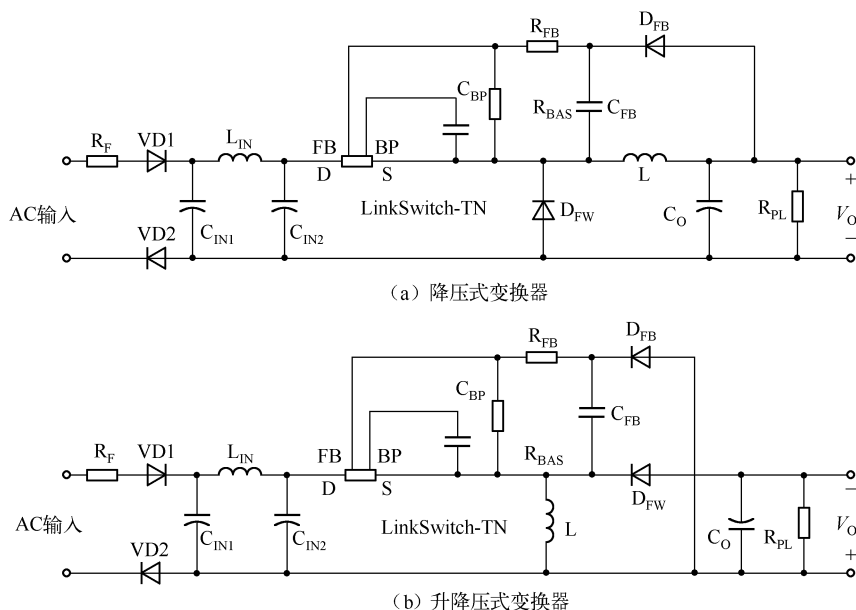 R_FB
D_FB
C_BP
R_BAS
C_FB
R_F
VD1
L_IN
FB
BP
D
S
L
AC输入
VD2
C_IN1
C_IN2
LinkSwitch-TN
D_FW
C_O
R_PL
+
V_O
−
（a）降压式变换器
R_FB
D_FB
C_BP
C_FB
R_F
VD1
L_IN
FB
BP
D
S
R_BAS
D_FW
AC输入
VD2
C_IN1
C_IN2
LinkSwitch-TN
L
C_O
R_PL
−
V_O
+
（b）升降压式变换器